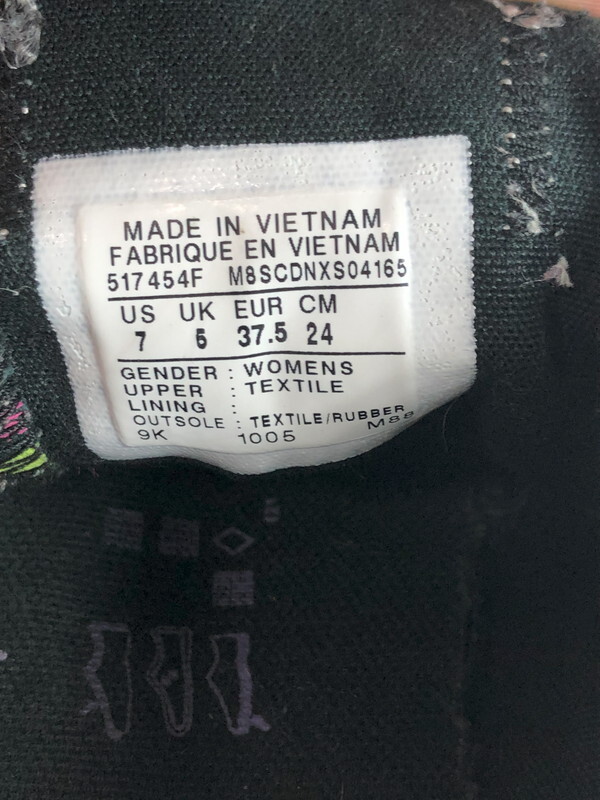 MADE IN VIETNAM
FABRIQUE EN VIETNAM
517454F M8SCDNXS04165
US UK EUR CM
7 5 37.5 24
GENDER : WOMENS
UPPER : TEXTILE
LINING :
OUTSOLE : TEXTILE/RUBBER
9K 1005 M88